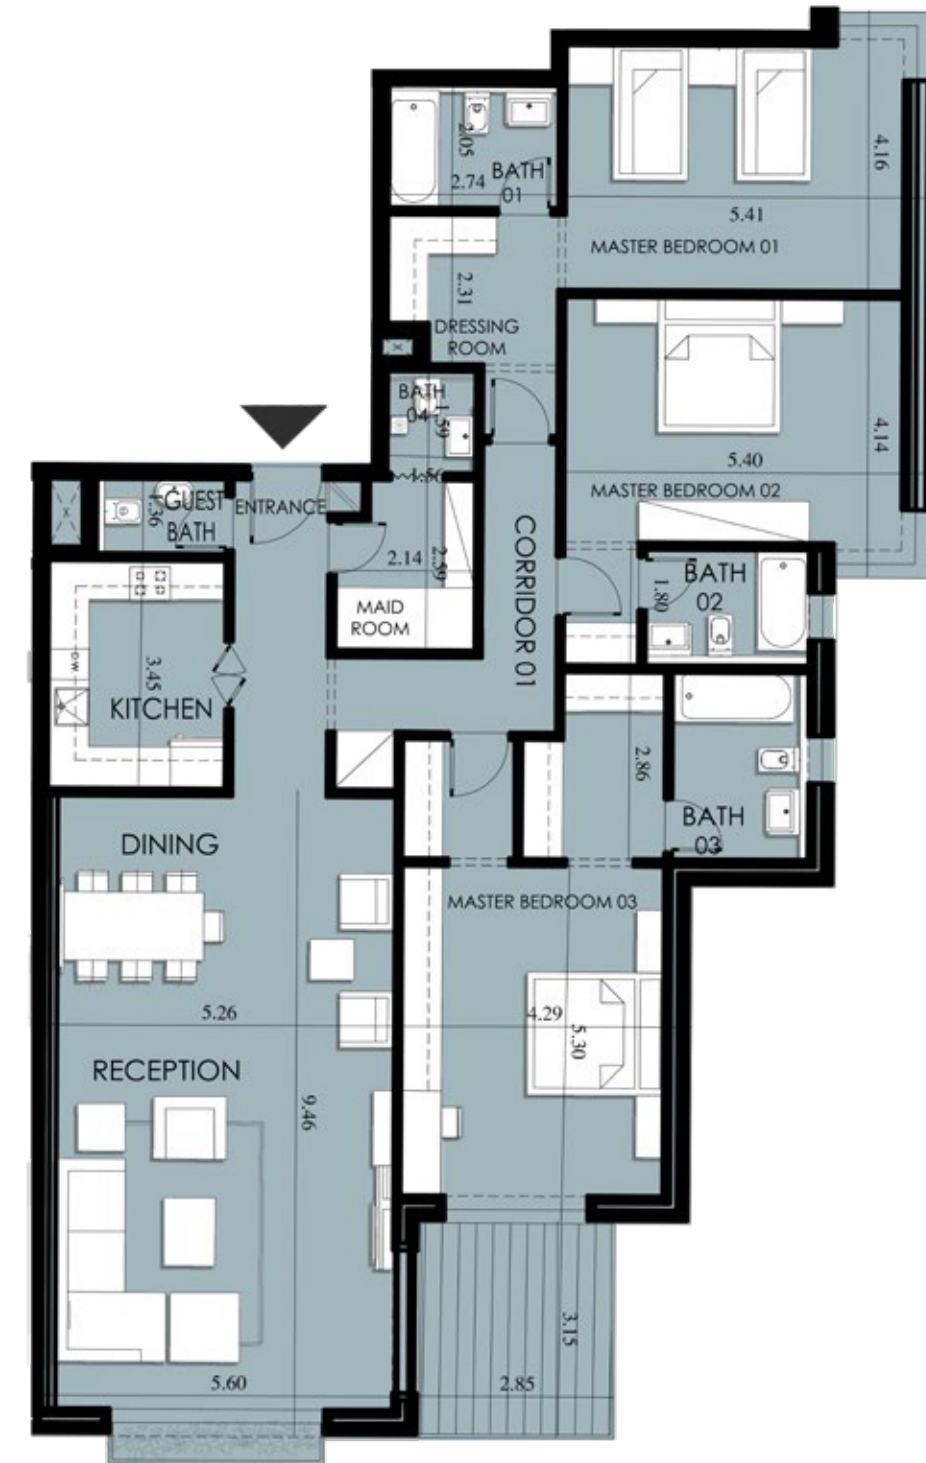 2.05
2.74
BATH
01
4.16
5.41
MASTER BEDROOM 01
2.31
DRESSING
ROOM
BATH
04
1.59
1.56
4.14
5.40
MASTER BEDROOM 02
GUEST
BATH
1.36
ENTRANCE
2.14
2.59
MAID
ROOM
CORRIDOR 01
BATH
02
1.80
D.W.
3.45
KITCHEN
2.86
BATH
03
DINING
MASTER BEDROOM 03
5.26
4.29
5.30
RECEPTION
9.46
3.15
5.60
2.85